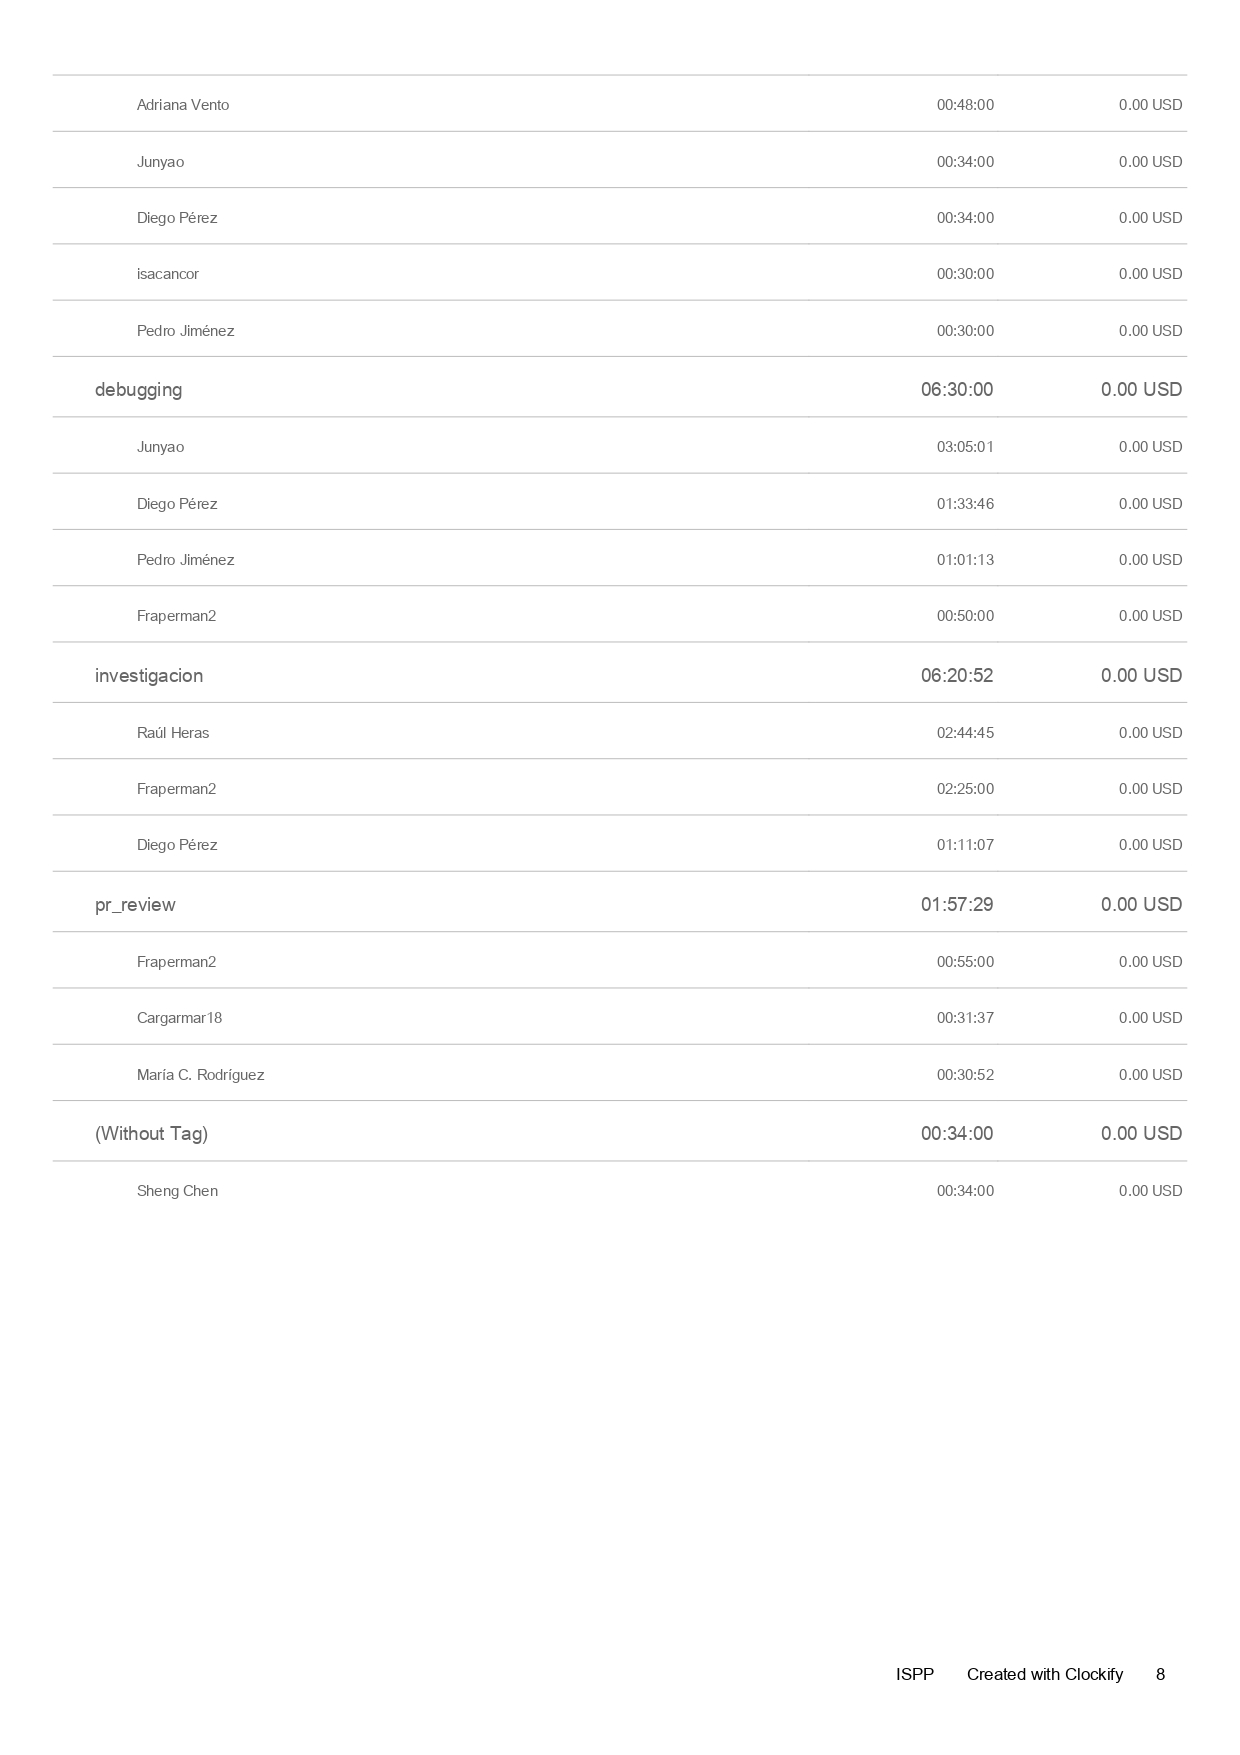 Adriana Vento 00:48:00 0.00 USD
Junyao 00:34:00 0.00 USD
Diego Pérez 00:34:00 0.00 USD
isacancor 00:30:00 0.00 USD
Pedro Jiménez 00:30:00 0.00 USD
debugging 06:30:00 0.00 USD
Junyao 03:05:01 0.00 USD
Diego Pérez 01:33:46 0.00 USD
Pedro Jiménez 01:01:13 0.00 USD
Fraperman2 00:50:00 0.00 USD
investigacion 06:20:52 0.00 USD
Raúl Heras 02:44:45 0.00 USD
Fraperman2 02:25:00 0.00 USD
Diego Pérez 01:11:07 0.00 USD
pr_review 01:57:29 0.00 USD
Fraperman2 00:55:00 0.00 USD
Cargarmar18 00:31:37 0.00 USD
María C. Rodríguez 00:30:52 0.00 USD
(Without Tag) 00:34:00 0.00 USD
Sheng Chen 00:34:00 0.00 USD
ISPP Created with Clockify 8